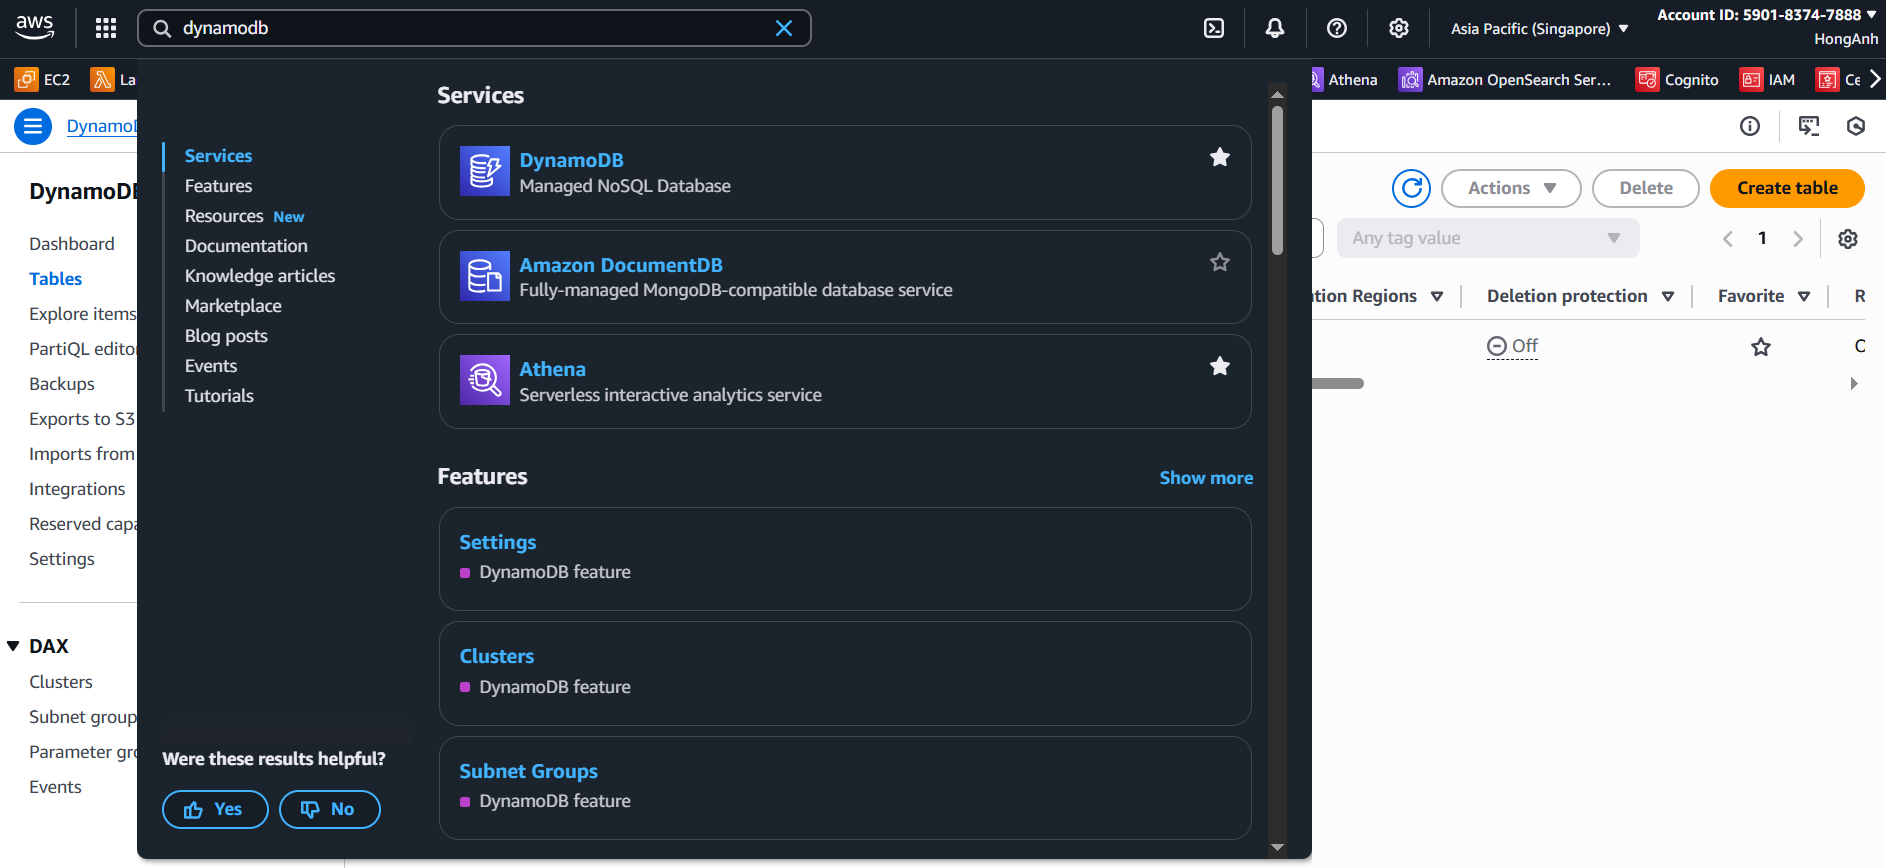 aws
dynamodb
Asia Pacific (Singapore)
Account ID: 5901-8374-7888
HongAnh
EC2
La
Athena
Amazon OpenSearch Ser...
Cognito
IAM
Ce
DynamoD
DynamoDB
Dashboard
Tables
Explore items
PartiQL editor
Backups
Exports to S3
Imports from
Integrations
Reserved capa
Settings
DAX
Clusters
Subnet group
Parameter gro
Events
Services
Features
Resources New
Documentation
Knowledge articles
Marketplace
Blog posts
Events
Tutorials
Were these results helpful?
Yes
No
Services
DynamoDB
Managed NoSQL Database
Amazon DocumentDB
Fully-managed MongoDB-compatible database service
Athena
Serverless interactive analytics service
Features
Show more
Settings
DynamoDB feature
Clusters
DynamoDB feature
Subnet Groups
DynamoDB feature
Actions
Delete
Create table
Any tag value
1
tion Regions
Deletion protection
Favorite
R
Off
O